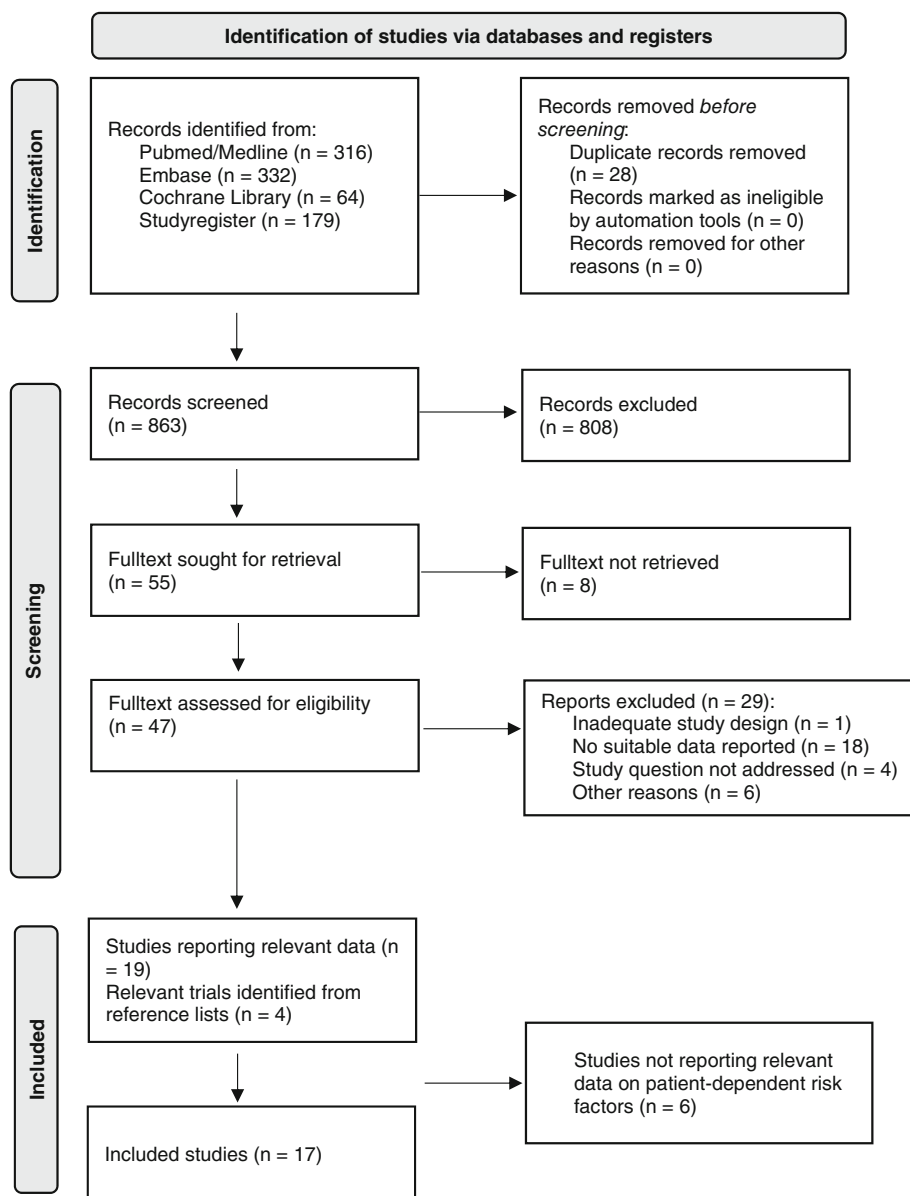 Identification of studies via databases and registers
Identification
Records identified from:
Pubmed/Medline (n = 316)
Embase (n = 332)
Cochrane Library (n = 64)
Studyregister (n = 179)
Records removed before
screening:
Duplicate records removed
(n = 28)
Records marked as ineligible
by automation tools (n = 0)
Records removed for other
reasons (n = 0)
Screening
Records screened
(n = 863)
Records excluded
(n = 808)
Fulltext sought for retrieval
(n = 55)
Fulltext not retrieved
(n = 8)
Fulltext assessed for eligibility
(n = 47)
Reports excluded (n = 29):
Inadequate study design (n = 1)
No suitable data reported (n = 18)
Study question not addressed (n = 4)
Other reasons (n = 6)
Included
Studies reporting relevant data (n
= 19)
Relevant trials identified from
reference lists (n = 4)
Studies not reporting relevant
data on patient-dependent risk
factors (n = 6)
Included studies (n = 17)